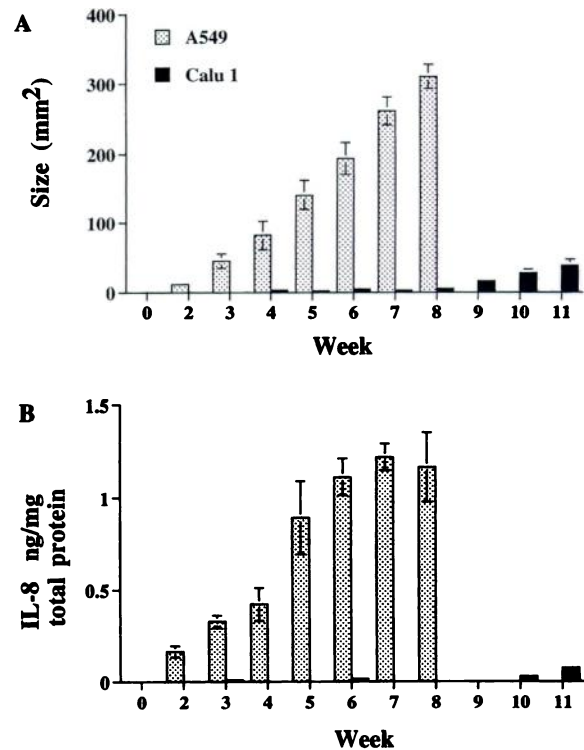 A
400
300
200
100
0
Size (mm²)
A549
Calu 1
0 2 3 4 5 6 7 8 9 10 11
Week
B
1.5
1
0.5
0
IL-8 ng/mg
total protein
0 2 3 4 5 6 7 8 9 10 11
Week